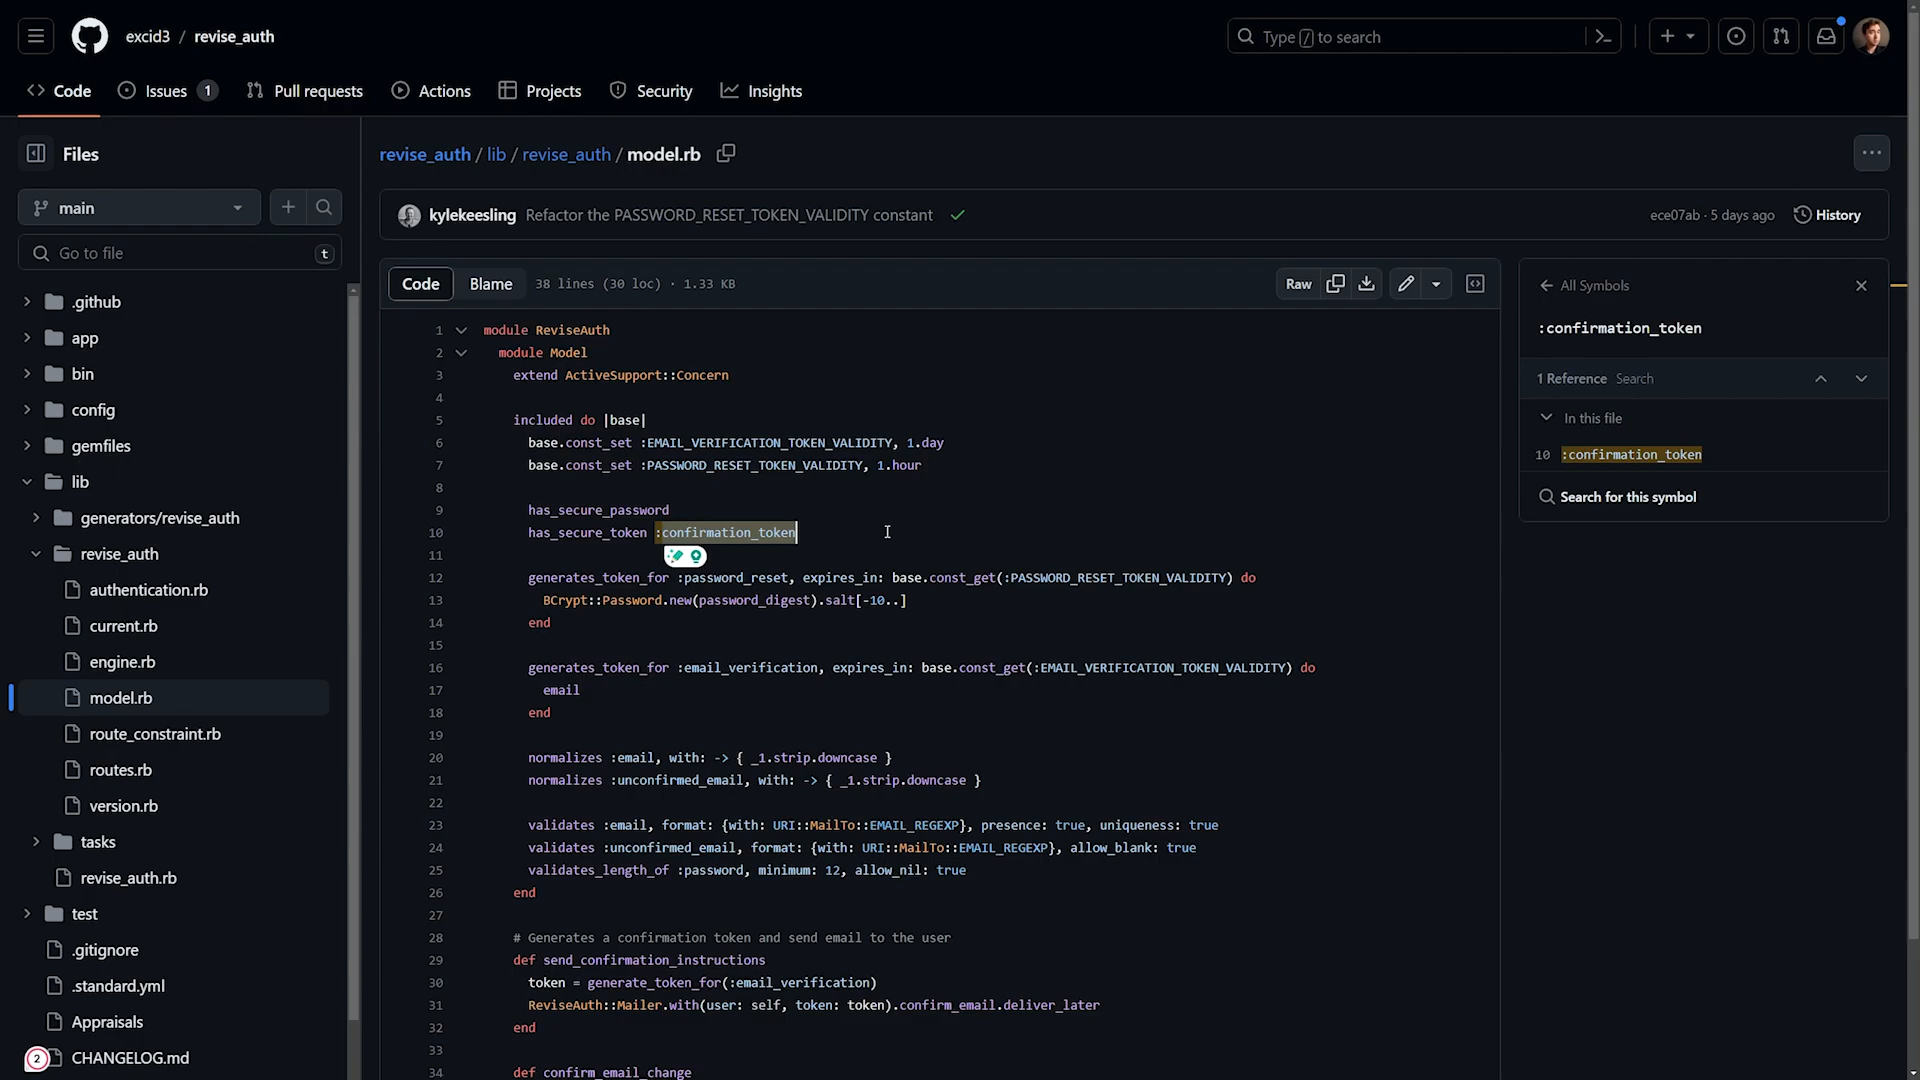 excid3 / revise_auth
Type / to search
Code
Issues 1
Pull requests
Actions
Projects
Security
Insights
Files
main
Go to file
t
.github
app
bin
config
gemfiles
lib
generators/revise_auth
revise_auth
authentication.rb
current.rb
engine.rb
model.rb
route_constraint.rb
routes.rb
version.rb
tasks
revise_auth.rb
test
.gitignore
.standard.yml
Appraisals
2
CHANGELOG.md
revise_auth / lib / revise_auth / model.rb
kylekeesling Refactor the PASSWORD_RESET_TOKEN_VALIDITY constant
ece07ab · 5 days ago
History
Code
Blame
38 lines (30 loc) · 1.33 KB
Raw
1 module ReviseAuth
2 module Model
3 extend ActiveSupport::Concern
4
5 included do |base|
6 base.const_set :EMAIL_VERIFICATION_TOKEN_VALIDITY, 1.day
7 base.const_set :PASSWORD_RESET_TOKEN_VALIDITY, 1.hour
8
9 has_secure_password
10 has_secure_token :confirmation_token
11
12 generates_token_for :password_reset, expires_in: base.const_get(:PASSWORD_RESET_TOKEN_VALIDITY) do
13 BCrypt::Password.new(password_digest).salt[-10..]
14 end
15
16 generates_token_for :email_verification, expires_in: base.const_get(:EMAIL_VERIFICATION_TOKEN_VALIDITY) do
17 email
18 end
19
20 normalizes :email, with: -> { _1.strip.downcase }
21 normalizes :unconfirmed_email, with: -> { _1.strip.downcase }
22
23 validates :email, format: {with: URI::MailTo::EMAIL_REGEXP}, presence: true, uniqueness: true
24 validates :unconfirmed_email, format: {with: URI::MailTo::EMAIL_REGEXP}, allow_blank: true
25 validates_length_of :password, minimum: 12, allow_nil: true
26 end
27
28 # Generates a confirmation token and send email to the user
29 def send_confirmation_instructions
30 token = generate_token_for(:email_verification)
31 ReviseAuth::Mailer.with(user: self, token: token).confirm_email.deliver_later
32 end
33
34 def confirm_email_change
All Symbols
:confirmation_token
1 Reference Search
In this file
10 :confirmation_token
Search for this symbol